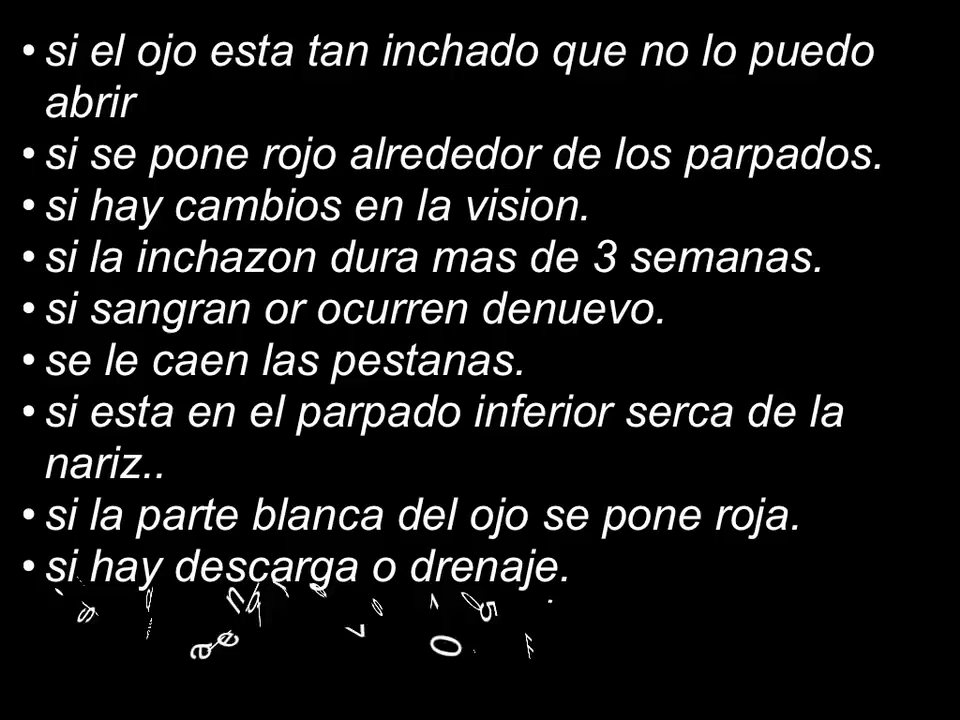 • si el ojo esta tan inchado que no lo puedo
abrir
• si se pone rojo alrededor de los parpados.
• si hay cambios en la vision.
• si la inchazon dura mas de 3 semanas.
• si sangran or ocurren denuevo.
• se le caen las pestanas.
• si esta en el parpado inferior serca de la
nariz..
• si la parte blanca del ojo se pone roja.
• si hay descarga o drenaje.